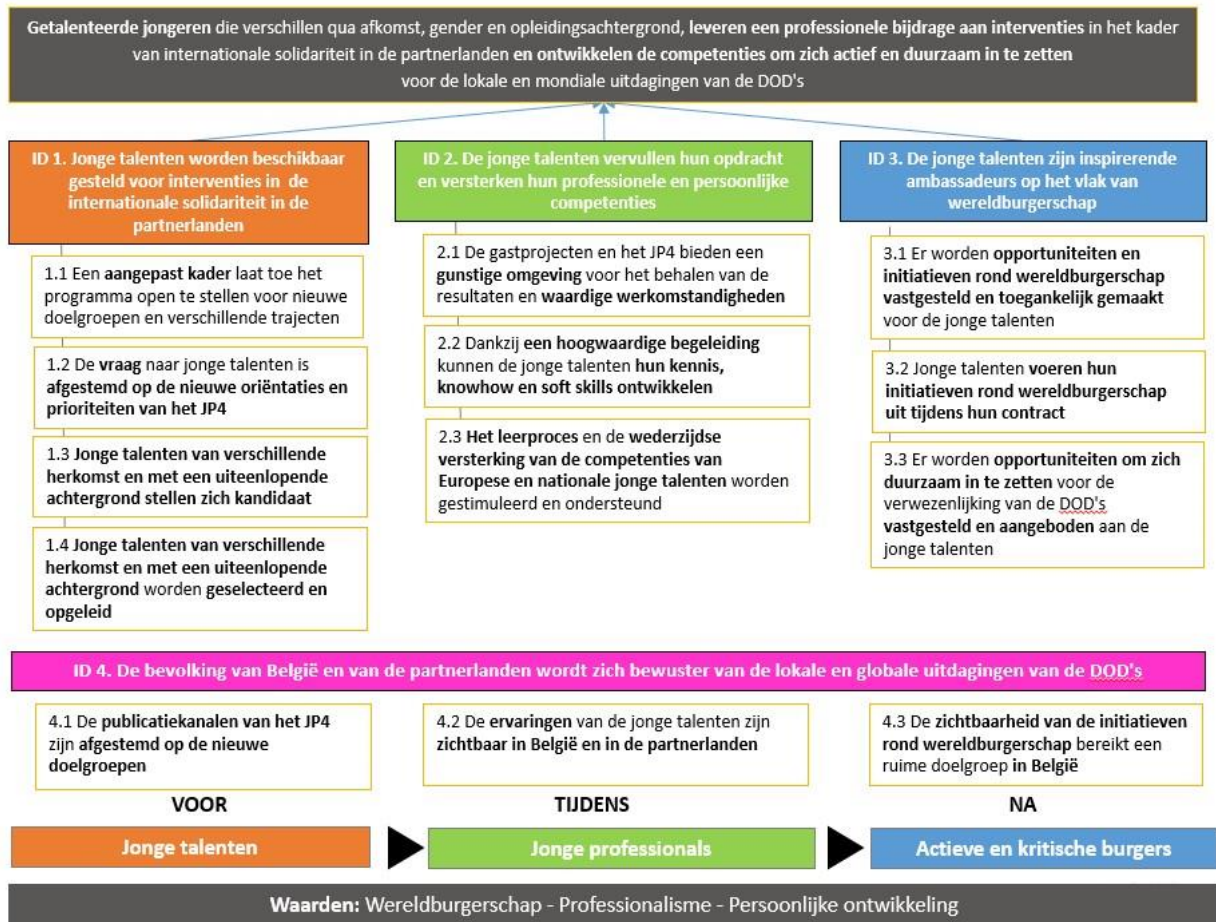 Getalenteerde jongeren die verschillen qua afkomst, gender en opleidingsachtergrond, leveren een professionele bijdrage aan interventies in het kader
van internationale solidariteit in de partnerlanden en ontwikkelen de competenties om zich actief en duurzaam in te zetten
voor de lokale en mondiale uitdagingen van de DOD's
ID 1. Jonge talenten worden beschikbaar
gesteld voor interventies in de
internationale solidariteit in de
partnerlanden
1.1 Een aangepast kader laat toe het
programma open te stellen voor nieuwe
doelgroepen en verschillende trajecten
1.2 De vraag naar jonge talenten is
afgestemd op de nieuwe oriëntaties en
prioriteiten van het JP4
1.3 Jonge talenten van verschillende
herkomst en met een uiteenlopende
achtergrond stellen zich kandidaat
1.4 Jonge talenten van verschillende
herkomst en met een uiteenlopende
achtergrond worden geselecteerd en
opgeleid
ID 2. De jonge talenten vervullen hun opdracht
en versterken hun professionele en persoonlijke
competenties
2.1 De gastprojecten en het JP4 bieden een
gunstige omgeving voor het behalen van de
resultaten en waardige werkomstandigheden
2.2 Dankzij een hoogwaardige begeleiding
kunnen de jonge talenten hun kennis,
knowhow en soft skills ontwikkelen
2.3 Het leerproces en de wederzijdse
versterking van de competenties van
Europese en nationale jonge talenten worden
gestimuleerd en ondersteund
ID 3. De jonge talenten zijn inspirerende
ambassadeurs op het vlak van
wereldburgerschap
3.1 Er worden opportuniteiten en
initiatieven rond wereldburgerschap
vastgesteld en toegankelijk gemaakt
voor de jonge talenten
3.2 Jonge talenten voeren hun
initiatieven rond wereldburgerschap
uit tijdens hun contract
3.3 Er worden opportuniteiten om zich
duurzaam in te zetten voor de
verwezenlijking van de DOD's
vastgesteld en aangeboden aan de
jonge talenten
ID 4. De bevolking van België en van de partnerlanden wordt zich bewuster van de lokale en globale uitdagingen van de DOD's
4.1 De publicatiekanalen van het JP4
zijn afgestemd op de nieuwe
doelgroepen
4.2 De ervaringen van de jonge talenten zijn
zichtbaar in België en in de partnerlanden
4.3 De zichtbaarheid van de initiatieven
rond wereldburgerschap bereikt een
ruime doelgroep in België
VOOR
TIJDENS
NA
Jonge talenten
Jonge professionals
Actieve en kritische burgers
Waarden: Wereldburgerschap - Professionalisme - Persoonlijke ontwikkeling